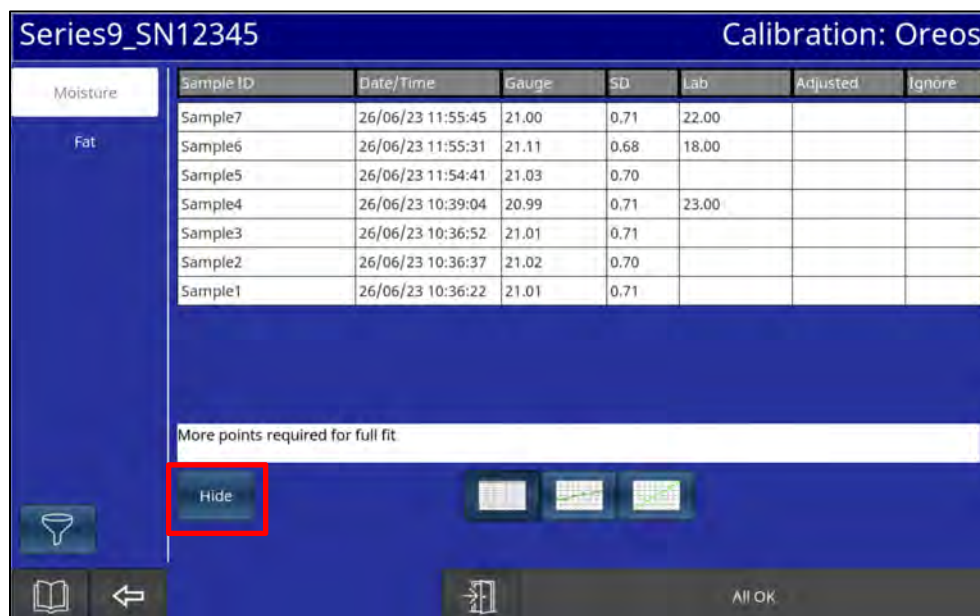 Series9_SN12345 Calibration: Oreos
Moisture
Fat
Sample ID Date/Time Gauge SD Lab Adjusted Ignore
Sample7 26/06/23 11:55:45 21.00 0.71 22.00
Sample6 26/06/23 11:55:31 21.11 0.68 18.00
Sample5 26/06/23 11:54:41 21.03 0.70
Sample4 26/06/23 10:39:04 20.99 0.71 23.00
Sample3 26/06/23 10:36:52 21.01 0.71
Sample2 26/06/23 10:36:37 21.02 0.70
Sample1 26/06/23 10:36:22 21.01 0.71
More points required for full fit
Hide
All OK